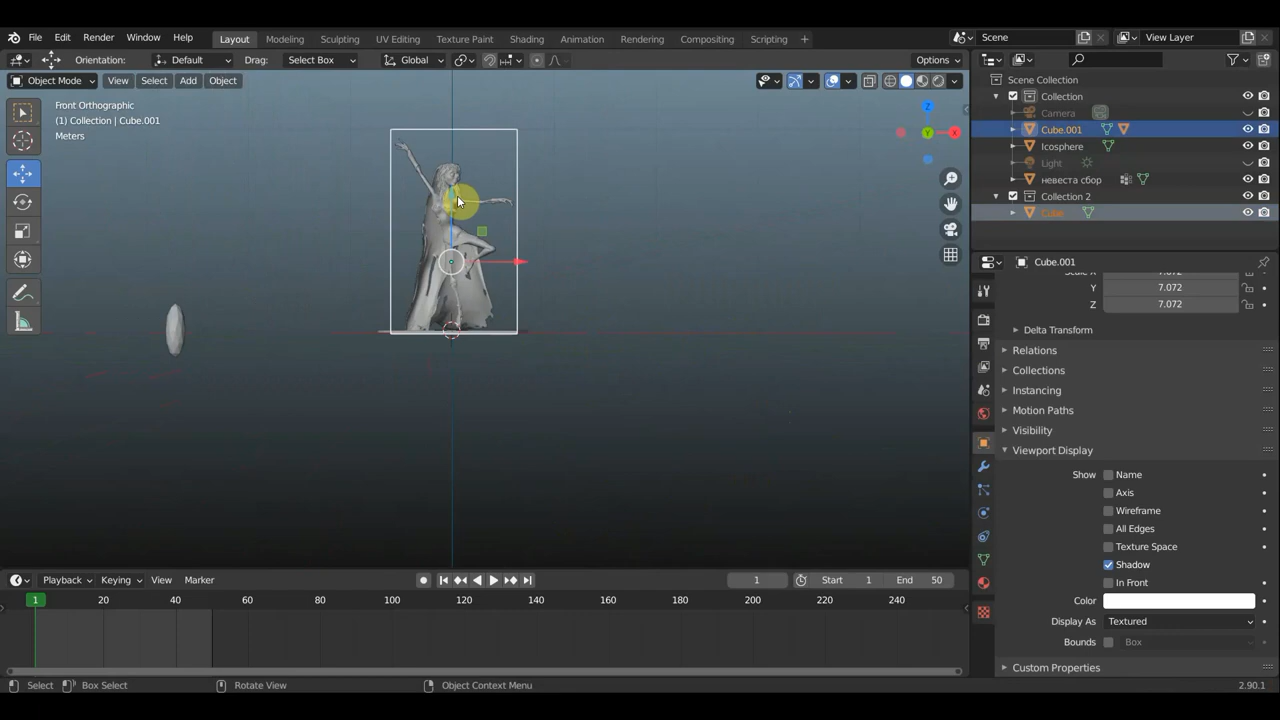 File Edit Render Window Help Layout Modeling Sculpting UV Editing Texture Paint Shading Animation Rendering Compositing Scripting + Scene View Layer
Orientation: Default Drag: Select Box Global Options
Object Mode View Select Add Object
Scene Collection
Collection
Camera
Cube.001
Icosphere
Light
невеста сбор
Collection 2
Cube
Front Orthographic
(1) Collection | Cube.001
Meters
Z
Y
X
Cube.001
Y 7.072
Z 7.072
Delta Transform
Relations
Collections
Instancing
Motion Paths
Visibility
Viewport Display
Show Name
Axis
Wireframe
All Edges
Texture Space
Shadow
In Front
Color
Display As Textured
Bounds Box
Custom Properties
Playback Keying View Marker 1 Start 1 End 50
1 20 40 60 80 100 120 140 160 180 200 220 240
Select Box Select Rotate View Object Context Menu 2.90.1